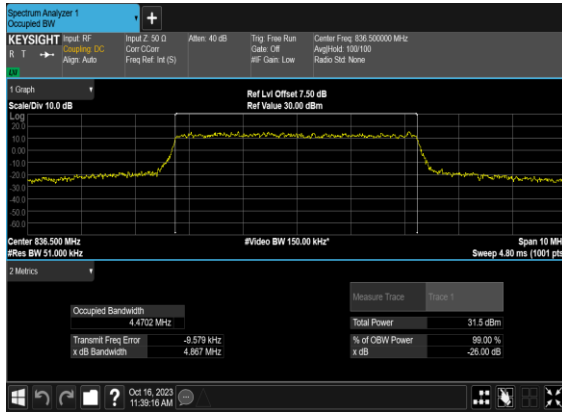 Spectrum Analyzer 1
Occupied BW
+
KEYSIGHT Input: RF Input Z: 50 Ω Atten: 40 dB Trig: Free Run Center Freq: 836.500000 MHz
R T Coupling: DC Corr CCorr Gate: Off Avg|Hold: 100/100
Align: Auto Freq Ref: Int (S) #IF Gain: Low Radio Std: None
LU
1 Graph
Scale/Div 10.0 dB Ref Lvl Offset 7.50 dB
Ref Value 30.00 dBm
Log
20.0
10.0
0.00
-10.0
-20.0
-30.0
-40.0
-50.0
-60.0
Center 836.500 MHz #Video BW 150.00 kHz* Span 10 MH
#Res BW 51.000 kHz Sweep 4.80 ms (1001 pts
2 Metrics
Measure Trace Trace 1
Occupied Bandwidth
4.4702 MHz Total Power 31.5 dBm
Transmit Freq Error -9.579 kHz % of OBW Power 99.00 %
x dB Bandwidth 4.867 MHz x dB -26.00 dB
? Oct 16, 2023
11:39:16 AM